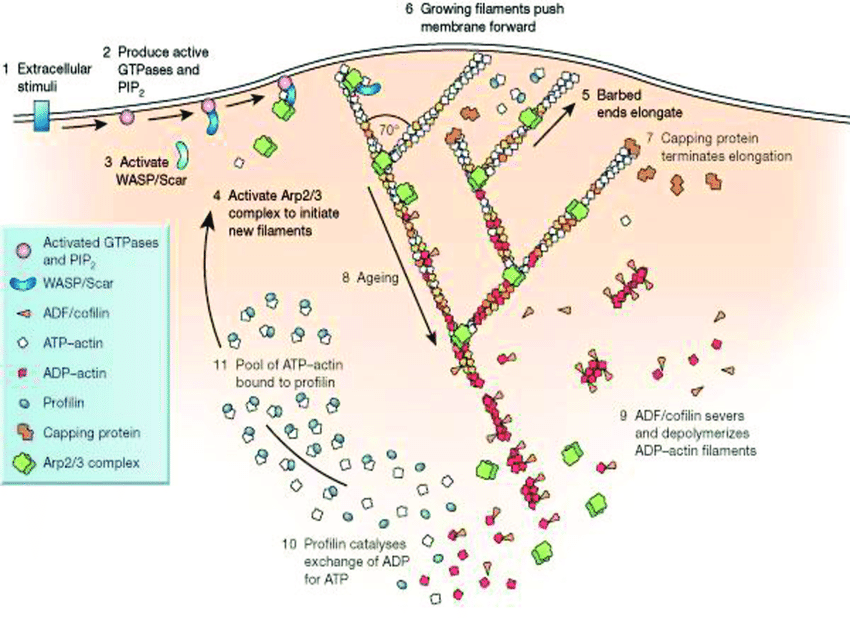 6 Growing filaments push
membrane forward
2 Produce active
GTPases and
PIP2
1 Extracellular
stimuli
5 Barbed
ends elongate
70°
7 Capping protein
terminates elongation
3 Activate
WASP/Scar
4 Activate Arp2/3
complex to initiate
new filaments
Activated GTPases
and PIP2
WASP/Scar
ADF/cofilin
ATP–actin
ADP–actin
Profilin
Capping protein
Arp2/3 complex
8 Ageing
11 Pool of ATP–actin
bound to profilin
9 ADF/cofilin severs
and depolymerizes
ADP–actin filaments
10 Profilin catalyses
exchange of ADP
for ATP